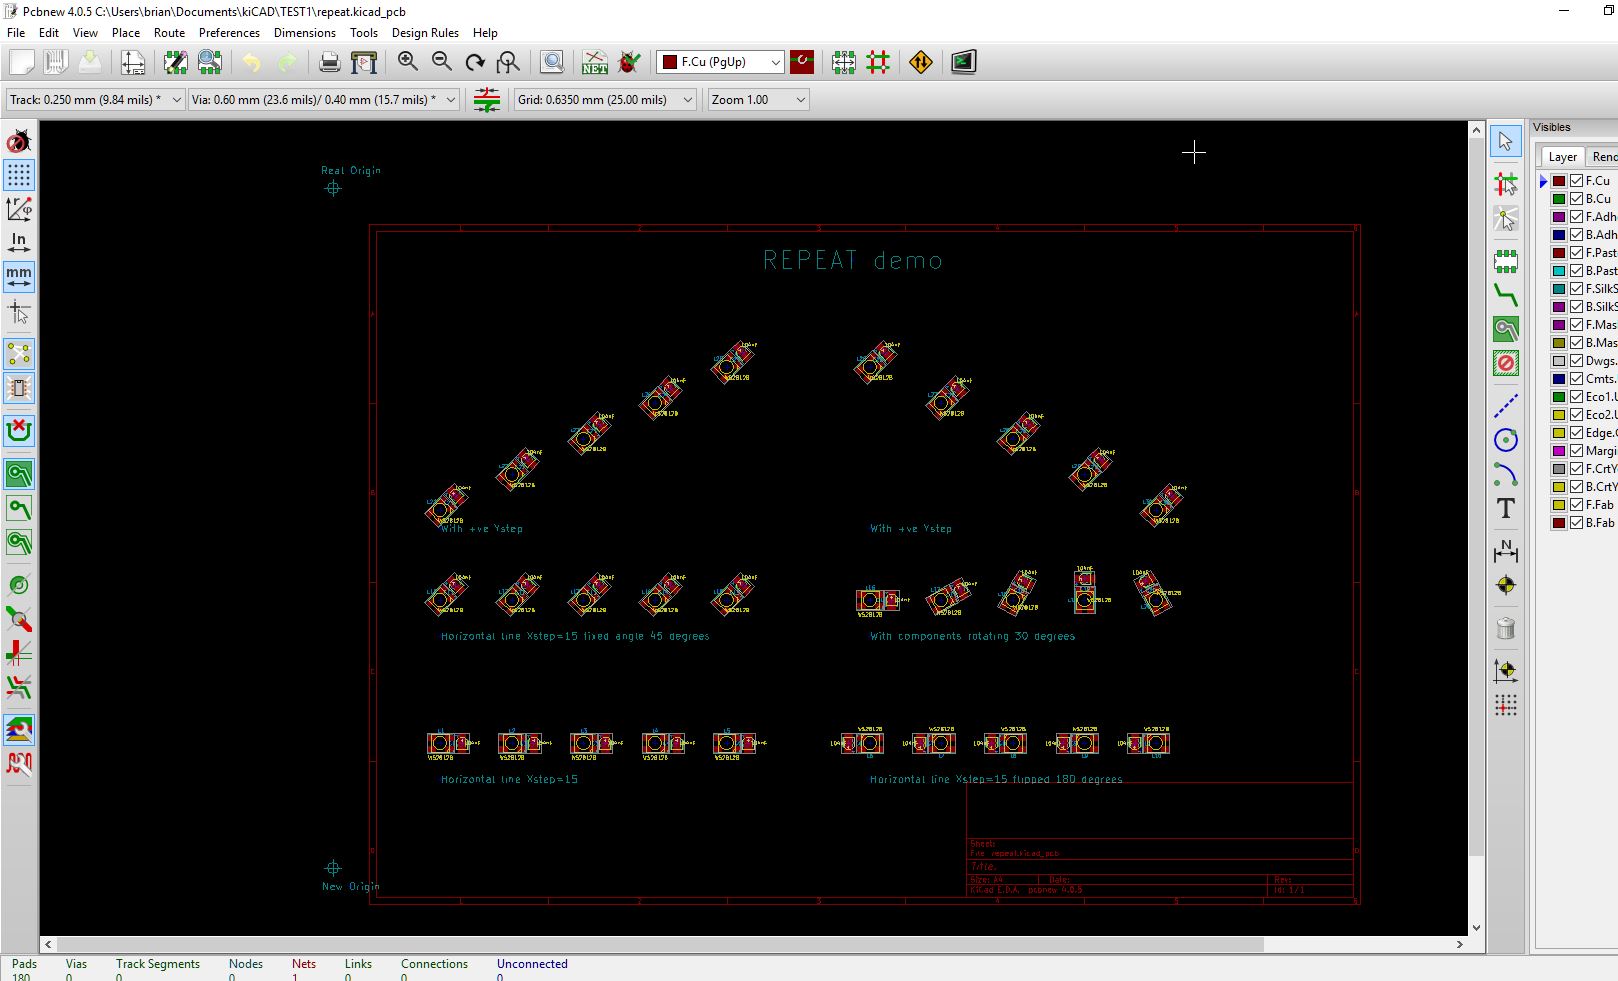 Pcbnew 4.0.5 C:\Users\brian\Documents\kiCAD\TEST1\repeat.kicad_pcb
File Edit View Place Route Preferences Dimensions Tools Design Rules Help
NET F.Cu (PgUp)
Track: 0.250 mm (9.84 mils) * Via: 0.60 mm (23.6 mils)/ 0.40 mm (15.7 mils) * Grid: 0.6350 mm (25.00 mils) Zoom 1.00
Visibles
Layer Rend
F.Cu
B.Cu
F.Adh
B.Adh
F.Past
B.Past
F.SilkS
B.SilkS
F.Mas
B.Mas
Dwgs.
Cmts.
Eco1.U
Eco2.U
Edge.C
Margi
F.CrtY
B.CrtY
F.Fab
B.Fab
In
mm
T
N
Real Origin
REPEAT demo
With +ve Ystep
With +ve Ystep
Horizontal line Xstep=15 fixed angle 45 degrees
With components rotating 30 degrees
Horizontal line Xstep=15
Horizontal line Xstep=15 flipped 180 degrees
New Origin
Sheet:
File: repeat.kicad_pcb
Title:
Size: A4 Date: Rev:
KiCad E.D.A. pcbnew 4.0.5 Id: 1/1
Pads Vias Track Segments Nodes Nets Links Connections Unconnected
180 0 0 0 1 0 0 0